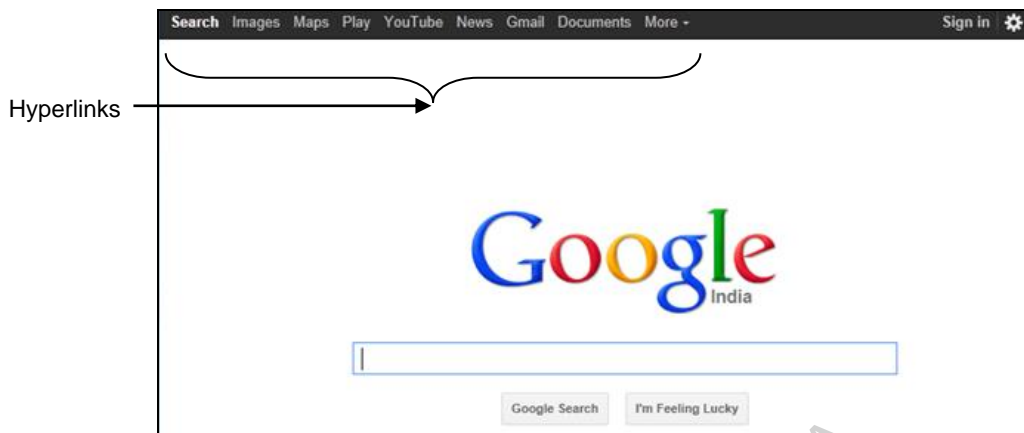 Search Images Maps Play YouTube News Gmail Documents More Sign in
Hyperlinks
Google
India
Google Search I'm Feeling Lucky